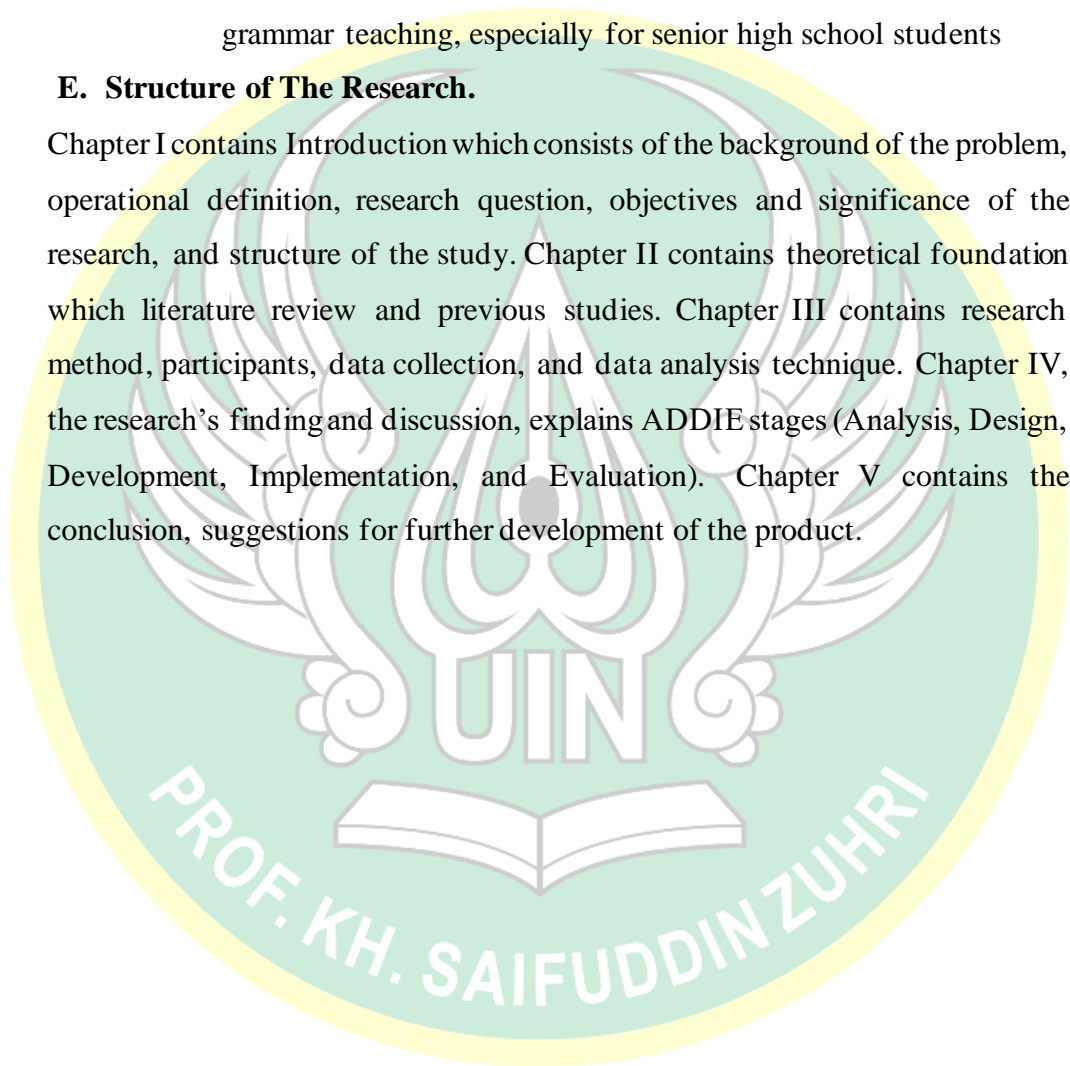 grammar teaching, especially for senior high school students
E. Structure of The Research.
Chapter I contains Introduction which consists of the background of the problem,
operational definition, research question, objectives and significance of the
research, and structure of the study. Chapter II contains theoretical foundation
which literature review and previous studies. Chapter III contains research
method, participants, data collection, and data analysis technique. Chapter IV,
the research’s finding and discussion, explains ADDIE stages (Analysis, Design,
Development, Implementation, and Evaluation). Chapter V contains the
conclusion, suggestions for further development of the product.
UIN
PROF. KH. SAIFUDDIN ZUHRI